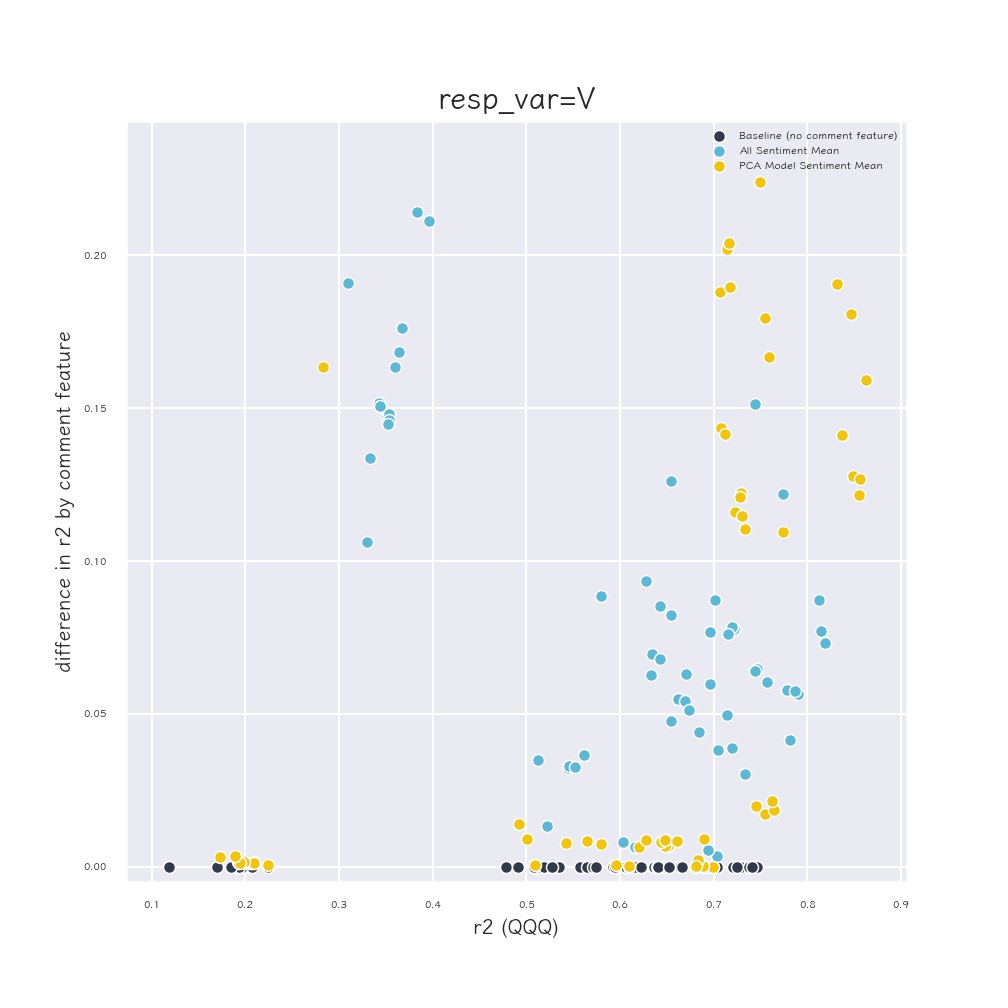 resp_var=V
Baseline (no comment feature)
All Sentiment Mean
PCA Model Sentiment Mean
0.20
0.15
0.10
0.05
0.00
difference in r2 by comment feature
0.1 0.2 0.3 0.4 0.5 0.6 0.7 0.8 0.9
r2 (QQQ)